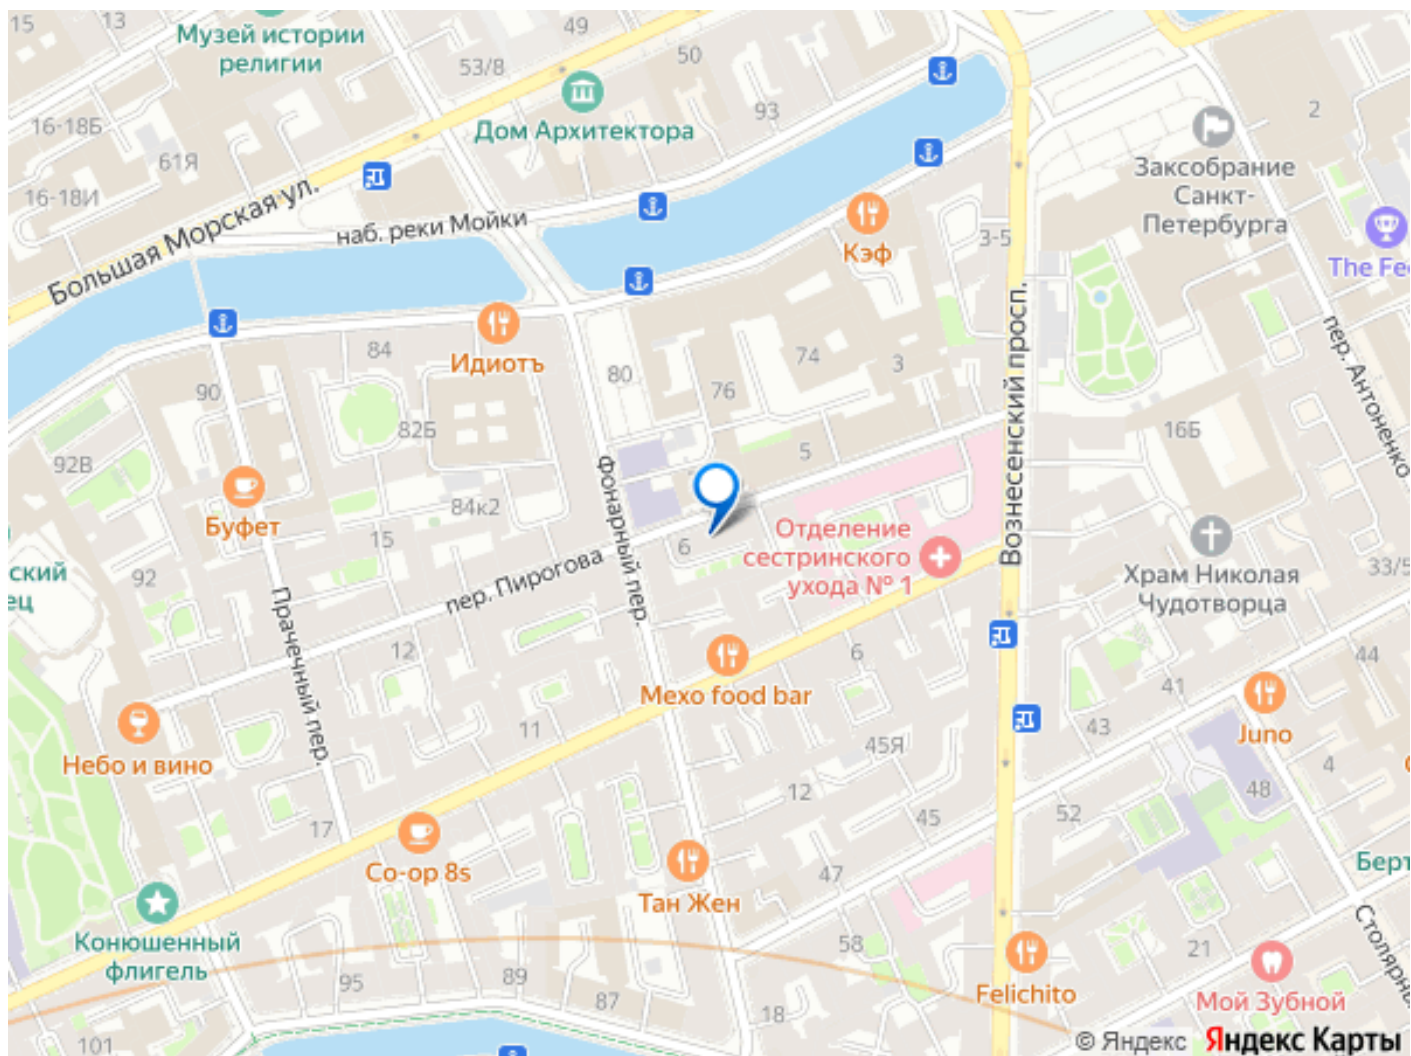 15
13
Музей истории
религии
49
53/8
50
Дом Архитектора
93
2
16-18Б
61Я
16-18И
Заксобрание
Санкт-
Петербурга
Большая Морская ул.
наб. реки Мойки
Кэф
3-5
The Fe
Идиотъ
84
80
74
3
76
90
82Б
Вознесенский просп.
пер. Антоненко
16Б
92В
5
Буфет
84к2
Фонарный пер.
15
6
Отделение
сестринского
ухода № 1
ский
ец
92
пер. Пирогова
Храм Николая
Чудотворца
33/5
Прачечный пер.
12
Mexo food bar
6
44
41
43
Juno
Небо и вино
11
45Я
4
48
12
17
Co-op 8s
45
52
Берт
47
Тан Жен
Конюшенный
флигель
58
21
Столярны
95
89
87
18
Felichito
Мой Зубной
101
© Яндекс Яндекс Карты